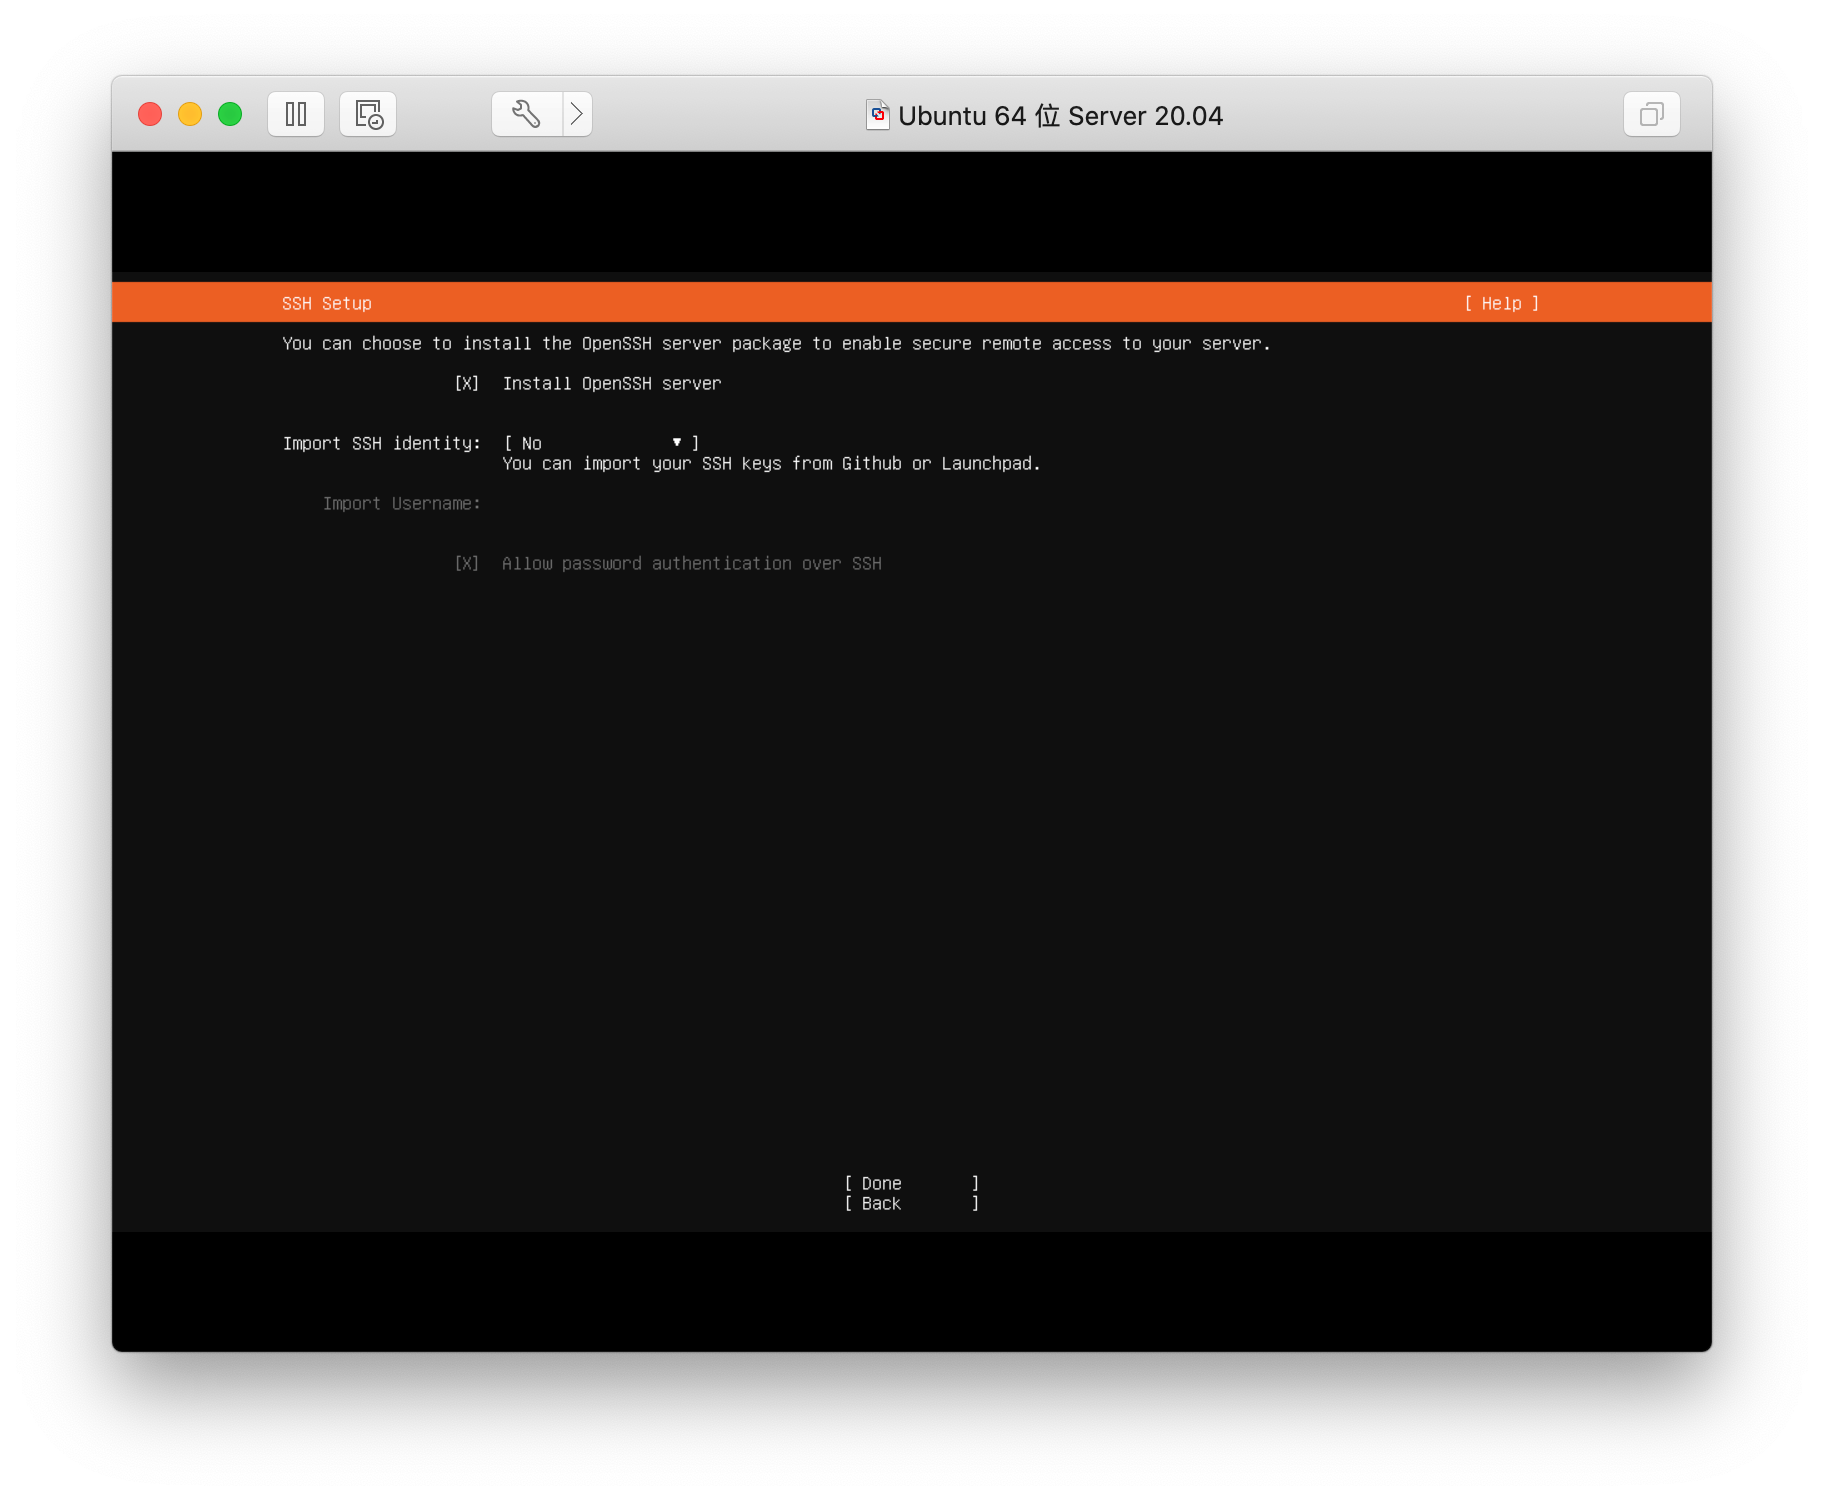 Ubuntu 64 位 Server 20.04
SSH Setup [ Help ]
You can choose to install the OpenSSH server package to enable secure remote access to your server.
[X] Install OpenSSH server
Import SSH identity: [ No ▾ ]
You can import your SSH keys from Github or Launchpad.
Import Username:
[X] Allow password authentication over SSH
[ Done ]
[ Back ]